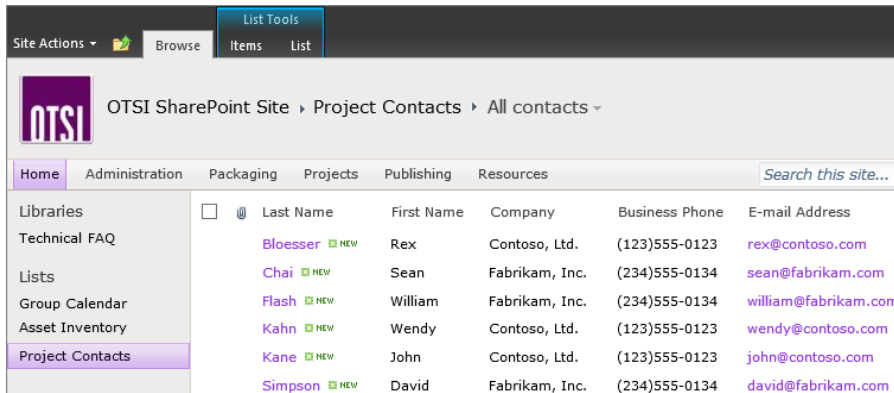 List Tools
Site Actions Browse Items List
OTSI
OTSI SharePoint Site Project Contacts All contacts
Home Administration Packaging Projects Publishing Resources Search this site...
Libraries
Technical FAQ
Lists
Group Calendar
Asset Inventory
Project Contacts
Last Name First Name Company Business Phone E-mail Address
Bloesser NEW Rex Contoso, Ltd. (123)555-0123 rex@contoso.com
Chai NEW Sean Fabrikam, Inc. (234)555-0134 sean@fabrikam.com
Flash NEW William Fabrikam, Inc. (234)555-0134 william@fabrikam.com
Kahn NEW Wendy Contoso, Ltd. (123)555-0123 wendy@contoso.com
Kane NEW John Contoso, Ltd. (123)555-0123 john@contoso.com
Simpson NEW David Fabrikam, Inc. (234)555-0134 david@fabrikam.com